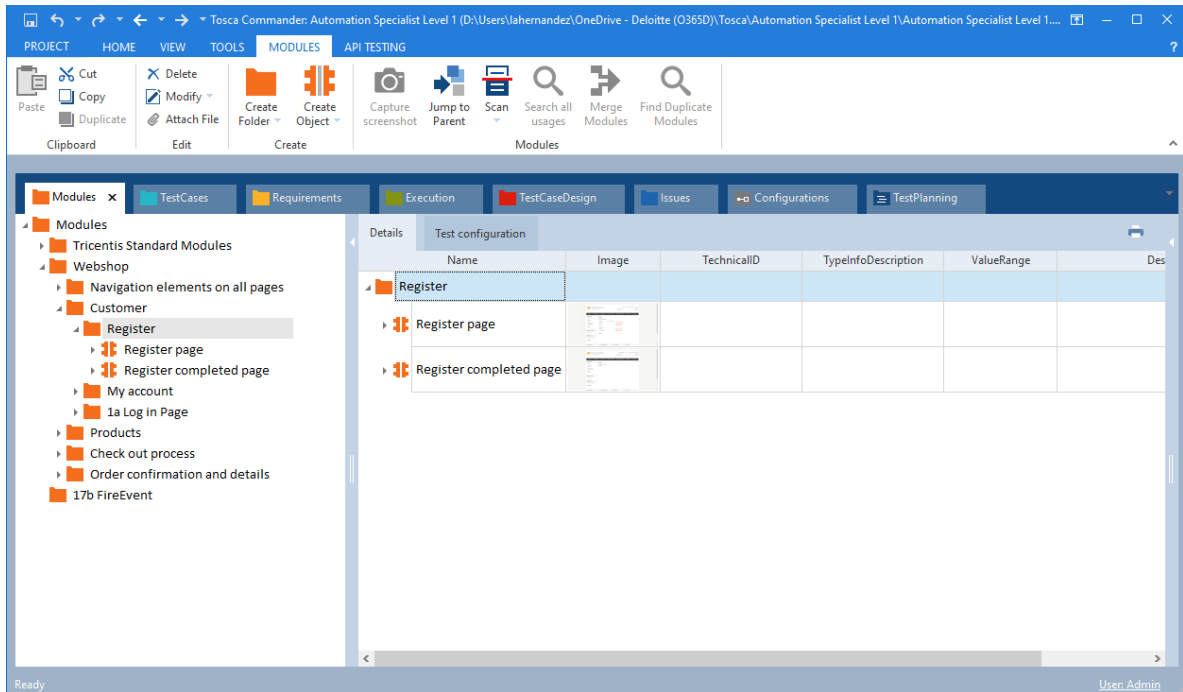 Tosca Commander: Automation Specialist Level 1 (D:\Users\lahernandez\OneDrive - Deloitte (O365D)\Tosca\Automation Specialist Level 1\Automation Specialist Level 1....
PROJECT HOME VIEW TOOLS MODULES API TESTING ?
Paste
Cut
Copy
Duplicate
Clipboard
Delete
Modify
Attach File
Edit
Create Folder
Create Object
Create
Capture screenshot
Jump to Parent
Scan
Search all usages
Merge Modules
Find Duplicate Modules
Modules
Modules x TestCases Requirements Execution TestCaseDesign Issues Configurations TestPlanning
Modules
Tricentis Standard Modules
Webshop
Navigation elements on all pages
Customer
Register
Register page
Register completed page
My account
1a Log in Page
Products
Check out process
Order confirmation and details
17b FireEvent
Details Test configuration
Name Image TechnicalID TypeInfoDescription ValueRange Des
Register
Register page
Register completed page
Ready User: Admin